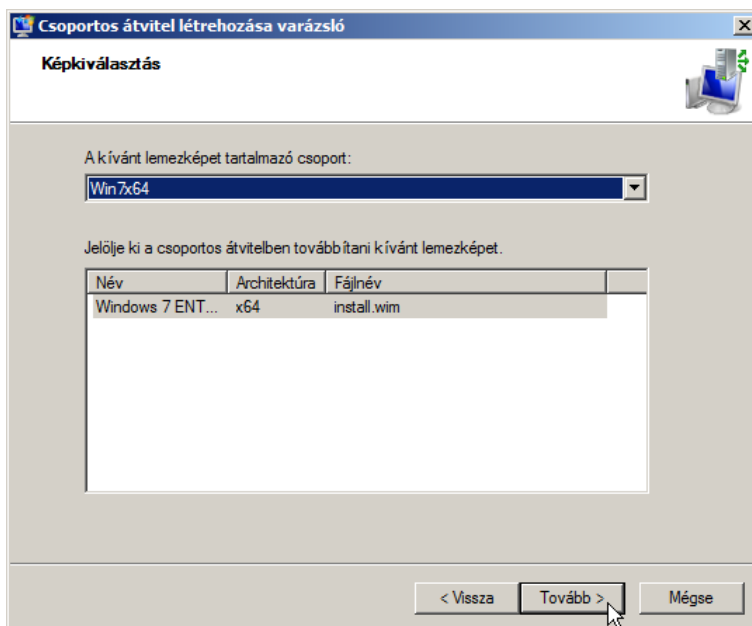 Csoportos átvitel létrehozása varázsló
Képkiválasztás
A kívánt lemezképet tartalmazó csoport:
Win7x64
Jelölje ki a csoportos átvitelben továbbítani kívánt lemezképet.
Név Architektúra Fájlnév
Windows 7 ENT... x64 install.wim
< Vissza Tovább > Mégse